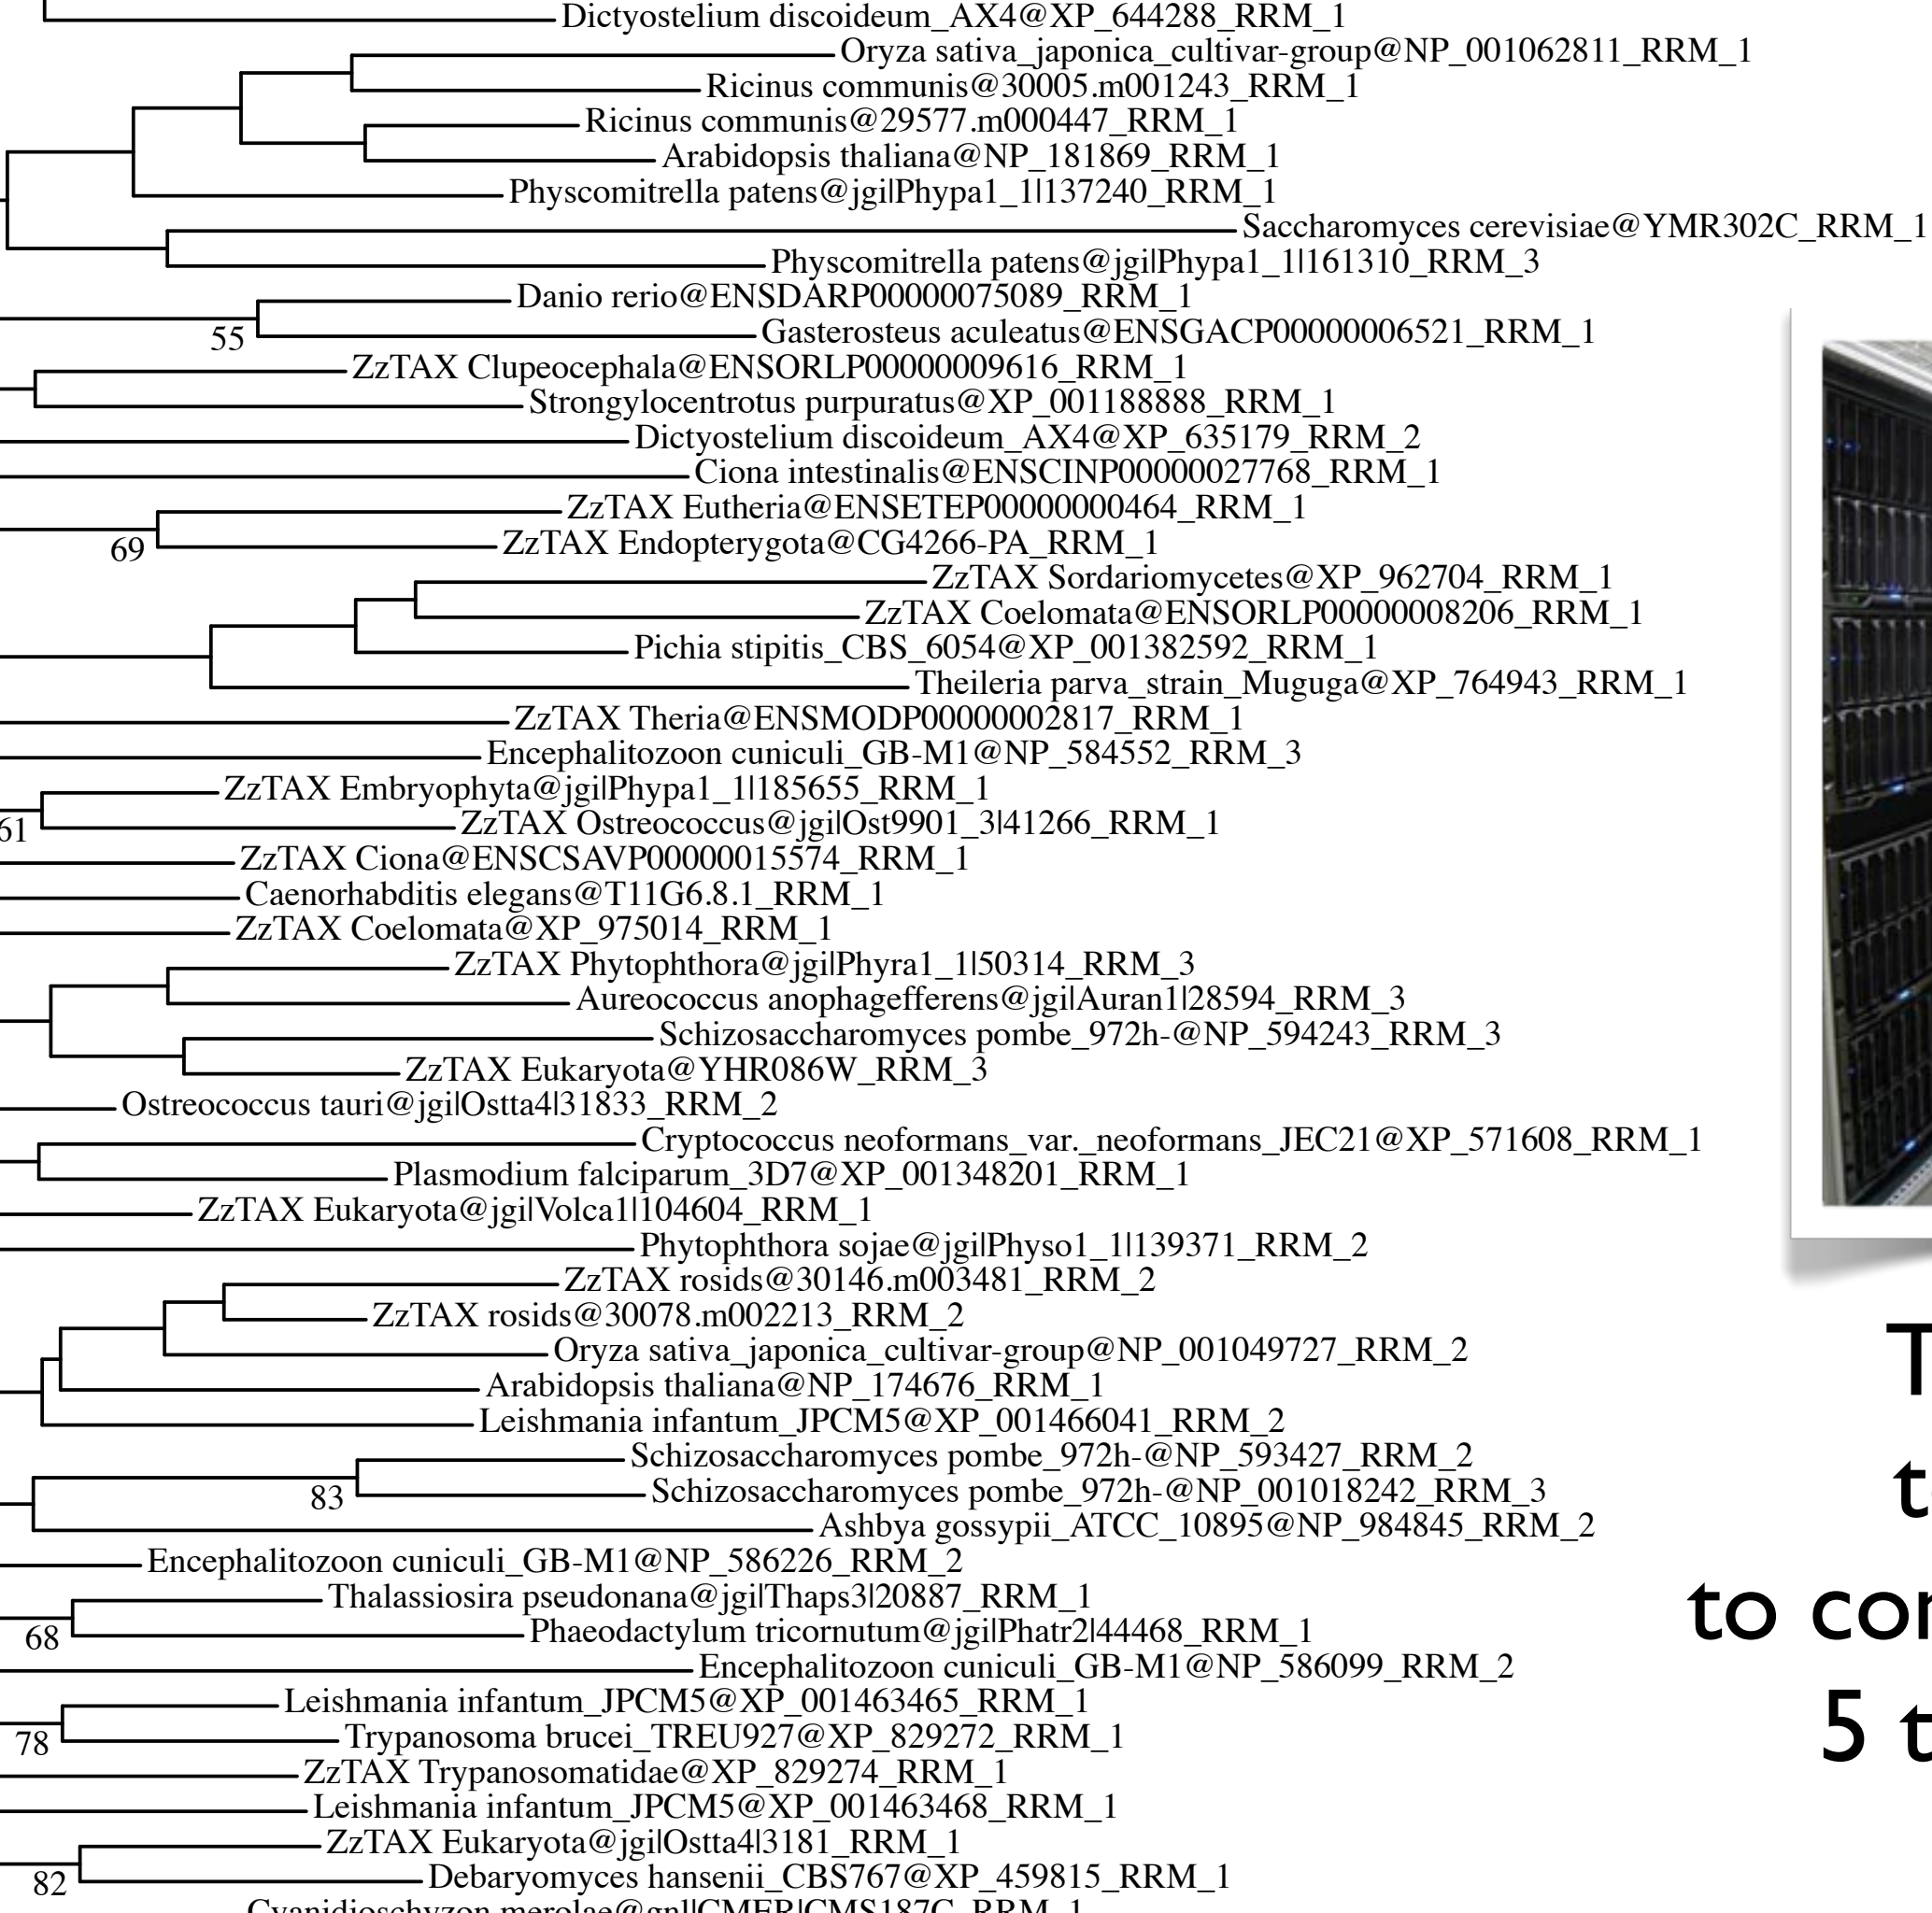 Dictyostelium discoideum_AX4@XP_644288_RRM_1
Oryza sativa_japonica_cultivar-group@NP_001062811_RRM_1
Ricinus communis@30005.m001243_RRM_1
Ricinus communis@29577.m000447_RRM_1
Arabidopsis thaliana@NP_181869_RRM_1
Physcomitrella patens@jgi|Phypa1_1|137240_RRM_1
Saccharomyces cerevisiae@YMR302C_RRM_1
Physcomitrella patens@jgi|Phypa1_1|161310_RRM_3
Danio rerio@ENSDARP00000075089_RRM_1
55
Gasterosteus aculeatus@ENSGACP00000006521_RRM_1
ZzTAX Clupeocephala@ENSORLP00000009616_RRM_1
Strongylocentrotus purpuratus@XP_001188888_RRM_1
Dictyostelium discoideum_AX4@XP_635179_RRM_2
Ciona intestinalis@ENSCINP00000027768_RRM_1
ZzTAX Eutheria@ENSETEP00000000464_RRM_1
69
ZzTAX Endopterygota@CG4266-PA_RRM_1
ZzTAX Sordariomycetes@XP_962704_RRM_1
ZzTAX Coelomata@ENSORLP00000008206_RRM_1
Pichia stipitis_CBS_6054@XP_001382592_RRM_1
Theileria parva_strain_Muguga@XP_764943_RRM_1
ZzTAX Theria@ENSMODP00000002817_RRM_1
Encephalitozoon cuniculi_GB-M1@NP_584552_RRM_3
ZzTAX Embryophyta@jgi|Phypa1_1|185655_RRM_1
61
ZzTAX Ostreococcus@jgi|Ost9901_3|41266_RRM_1
ZzTAX Ciona@ENSCSAVP00000015574_RRM_1
Caenorhabditis elegans@T11G6.8.1_RRM_1
ZzTAX Coelomata@XP_975014_RRM_1
ZzTAX Phytophthora@jgi|Phyra1_1|50314_RRM_3
Aureococcus anophagefferens@jgi|Auran1|28594_RRM_3
Schizosaccharomyces pombe_972h-@NP_594243_RRM_3
ZzTAX Eukaryota@YHR086W_RRM_3
Ostreococcus tauri@jgi|Ostta4|31833_RRM_2
Cryptococcus neoformans_var._neoformans_JEC21@XP_571608_RRM_1
Plasmodium falciparum_3D7@XP_001348201_RRM_1
ZzTAX Eukaryota@jgi|Volca1|104604_RRM_1
Phytophthora sojae@jgi|Physo1_1|139371_RRM_2
ZzTAX rosids@30146.m003481_RRM_2
ZzTAX rosids@30078.m002213_RRM_2
Oryza sativa_japonica_cultivar-group@NP_001049727_RRM_2
Arabidopsis thaliana@NP_174676_RRM_1
Leishmania infantum_JPCM5@XP_001466041_RRM_2
Schizosaccharomyces pombe_972h-@NP_593427_RRM_2
83
Schizosaccharomyces pombe_972h-@NP_001018242_RRM_3
Ashbya gossypii_ATCC_10895@NP_984845_RRM_2
Encephalitozoon cuniculi_GB-M1@NP_586226_RRM_2
Thalassiosira pseudonana@jgi|Thaps3|20887_RRM_1
68
Phaeodactylum tricornutum@jgi|Phatr2|44468_RRM_1
Encephalitozoon cuniculi_GB-M1@NP_586099_RRM_2
Leishmania infantum_JPCM5@XP_001463465_RRM_1
78
Trypanosoma brucei_TREU927@XP_829272_RRM_1
ZzTAX Trypanosomatidae@XP_829274_RRM_1
Leishmania infantum_JPCM5@XP_001463468_RRM_1
ZzTAX Eukaryota@jgi|Ostta4|3181_RRM_1
82
Debaryomyces hansenii_CBS767@XP_459815_RRM_1
Cyanidioschyzon merolae@gnl|CMER|CMS187C_RRM_1
to
5